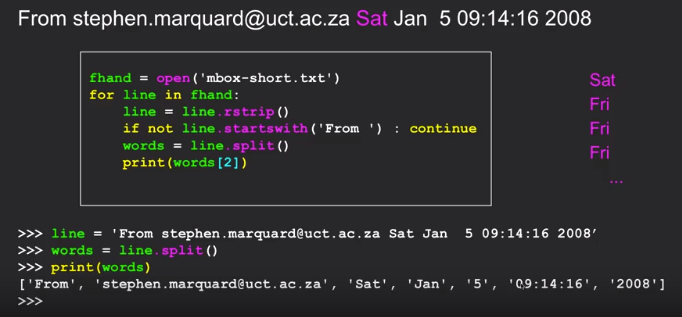 From stephen.marquard@uct.ac.za Sat Jan  5 09:14:16 2008
fhand = open('mbox-short.txt')
for line in fhand:
    line = line.rstrip()
    if not line.startswith('From ') : continue
    words = line.split()
    print(words[2])
Sat
Fri
Fri
Fri
...
>>> line = 'From stephen.marquard@uct.ac.za Sat Jan  5 09:14:16 2008’
>>> words = line.split()
>>> print(words)
['From', 'stephen.marquard@uct.ac.za', 'Sat', 'Jan', '5', '09:14:16', '2008']
>>>